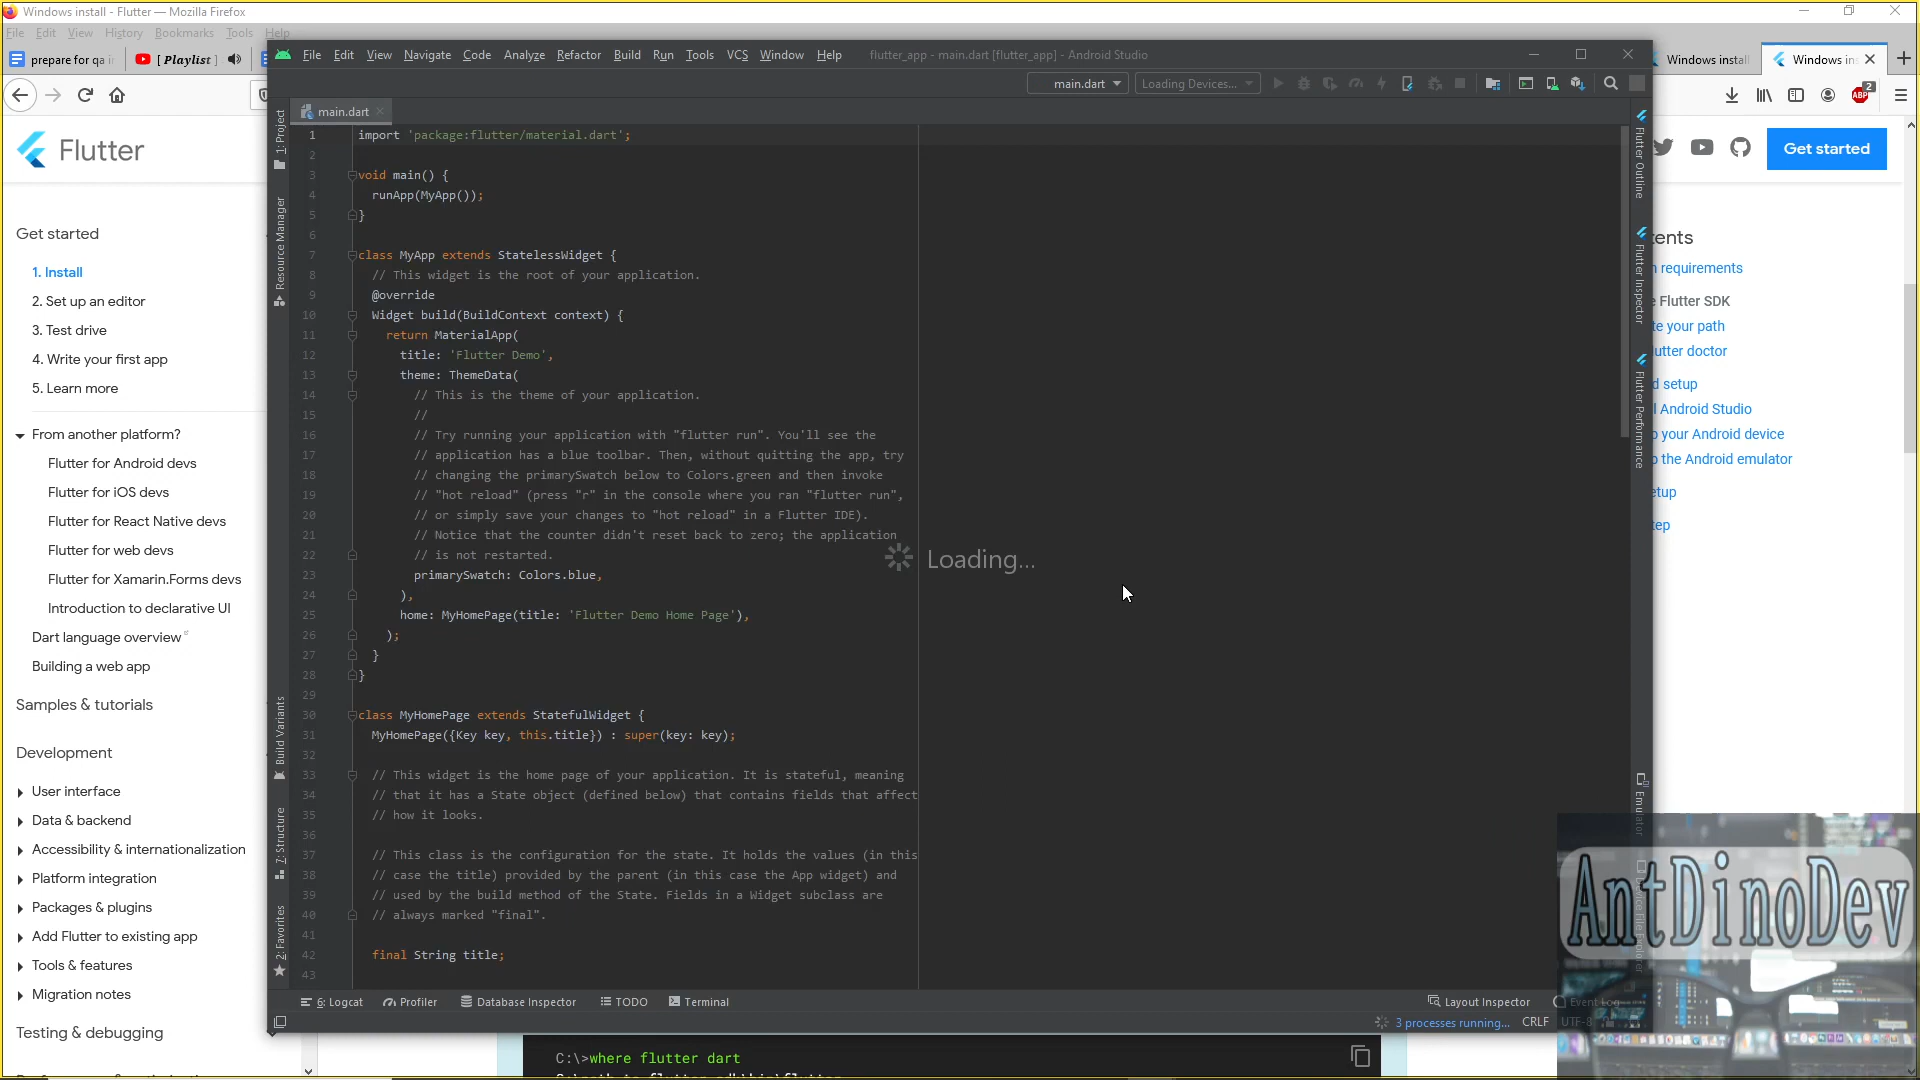 Windows install - Flutter — Mozilla Firefox
File Edit View History Bookmarks Tools Help
prepare for qa i
[ Playlist ]
Windows install
Windows in
File Edit View Navigate Code Analyze Refactor Build Run Tools VCS Window Help
flutter_app - main.dart [flutter_app] - Android Studio
main.dart
Loading Devices...
ABP
2
main.dart
Flutter
Get started
Get started
1. Install
2. Set up an editor
3. Test drive
4. Write your first app
5. Learn more
From another platform?
Flutter for Android devs
Flutter for iOS devs
Flutter for React Native devs
Flutter for web devs
Flutter for Xamarin.Forms devs
Introduction to declarative UI
Dart language overview
Building a web app
Samples & tutorials
Development
User interface
Data & backend
Accessibility & internationalization
Platform integration
Packages & plugins
Add Flutter to existing app
Tools & features
Migration notes
Testing & debugging
1: Project
Resource Manager
Build Variants
7: Structure
2: Favorites
1 import 'package:flutter/material.dart';
2
3 void main() {
4 runApp(MyApp());
5 }
6
7 class MyApp extends StatelessWidget {
8 // This widget is the root of your application.
9 @override
10 Widget build(BuildContext context) {
11 return MaterialApp(
12 title: 'Flutter Demo',
13 theme: ThemeData(
14 // This is the theme of your application.
15 //
16 // Try running your application with "flutter run". You'll see the
17 // application has a blue toolbar. Then, without quitting the app, try
18 // changing the primarySwatch below to Colors.green and then invoke
19 // "hot reload" (press "r" in the console where you ran "flutter run",
20 // or simply save your changes to "hot reload" in a Flutter IDE).
21 // Notice that the counter didn't reset back to zero; the application
22 // is not restarted.
23 primarySwatch: Colors.blue,
24 ),
25 home: MyHomePage(title: 'Flutter Demo Home Page'),
26 );
27 }
28 }
29
30 class MyHomePage extends StatefulWidget {
31 MyHomePage({Key key, this.title}) : super(key: key);
32
33 // This widget is the home page of your application. It is stateful, meaning
34 // that it has a State object (defined below) that contains fields that affect
35 // how it looks.
36
37 // This class is the configuration for the state. It holds the values (in this
38 // case the title) provided by the parent (in this case the App widget) and
39 // used by the build method of the State. Fields in a Widget subclass are
40 // always marked "final".
41
42 final String title;
43
Loading...
Flutter Outline
Flutter Inspector
Flutter Performance
Emulator
Device File Explorer
tents
n requirements
e Flutter SDK
te your path
utter doctor
d setup
l Android Studio
p your Android device
o the Android emulator
etup
tep
AntDinoDev
6: Logcat
Profiler
Database Inspector
TODO
Terminal
Layout Inspector
Event Log
3 processes running...
CRLF
UTF-8
C:\>where flutter dart